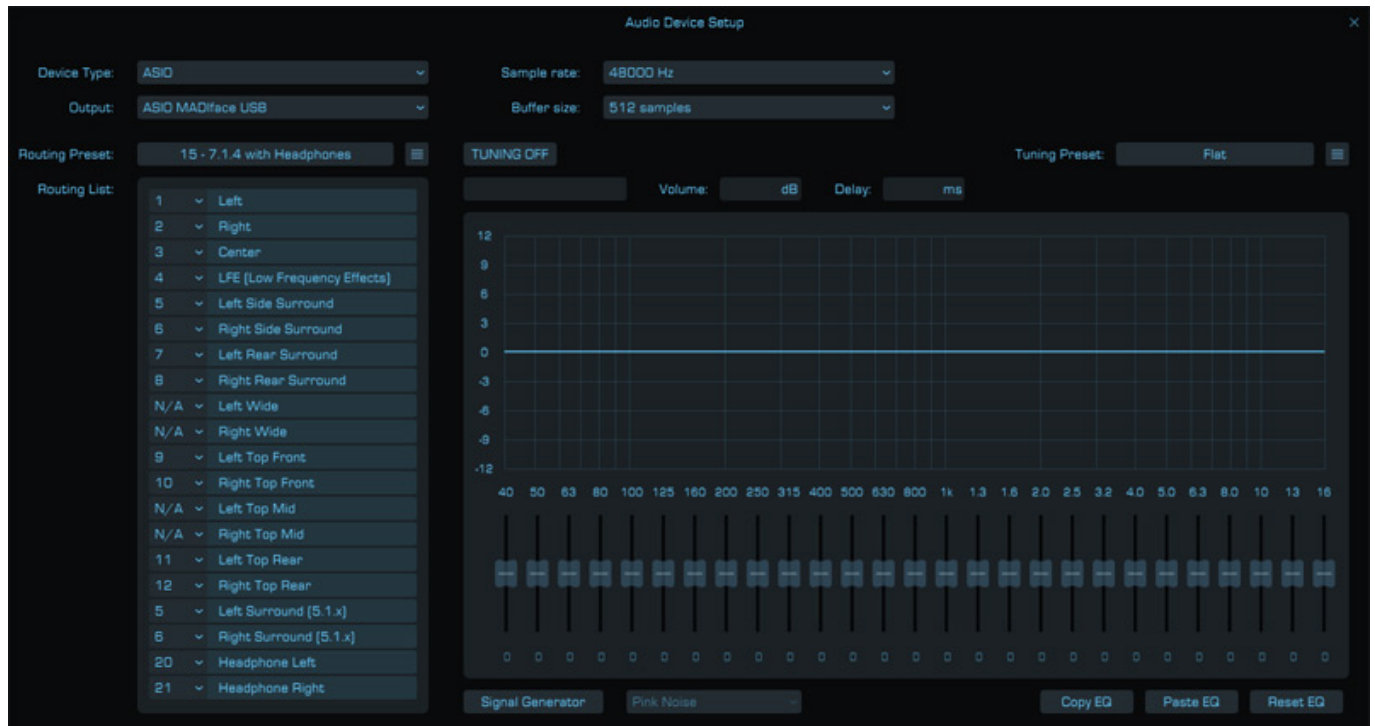 Audio Device Setup
Device Type: ASIO Sample rate: 48000 Hz
Output: ASIO MADIface USB Buffer size: 512 samples
Routing Preset: 15 - 7.1.4 with Headphones TUNING OFF Tuning Preset: Flat
Routing List: Volume: dB Delay: ms
1 Left
2 Right
3 Center
4 LFE (Low Frequency Effects)
5 Left Side Surround
6 Right Side Surround
7 Left Rear Surround
8 Right Rear Surround
N/A Left Wide
N/A Right Wide
9 Left Top Front
10 Right Top Front
N/A Left Top Mid
N/A Right Top Mid
11 Left Top Rear
12 Right Top Rear
5 Left Surround (5.1.x)
6 Right Surround (5.1.x)
20 Headphone Left
21 Headphone Right
12
9
6
3
0
-3
-6
-9
-12
40 50 63 80 100 125 160 200 250 315 400 500 630 800 1k 1.3 1.6 2.0 2.5 3.2 4.0 5.0 6.3 8.0 10 13 16
0 0 0 0 0 0 0 0 0 0 0 0 0 0 0 0 0 0 0 0 0 0 0 0 0 0 0
Signal Generator Pink Noise Copy EQ Paste EQ Reset EQ